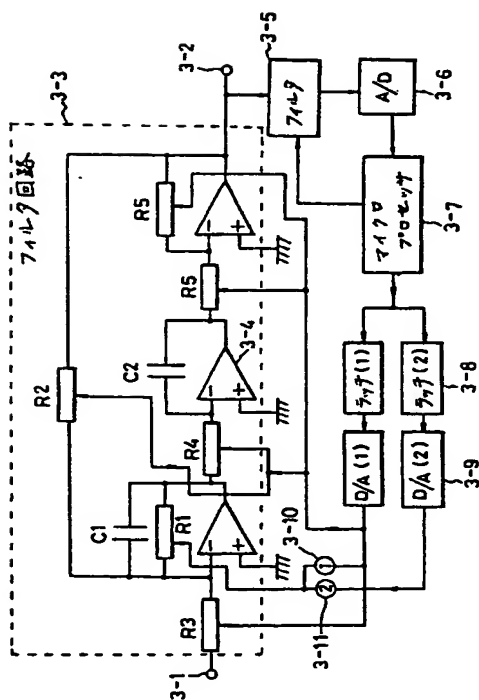 フィルタ回路
3-3
3-2
R2
C1
R1
C2
R5
R3
R4
3-4
R5
3-1
-
+
-
+
-
+
3-5
フィルタ
A/D
3-6
マイクロ
プロセッサ
3-7
ラッチ(1)
ラッチ(2)
3-8
D/A(1)
D/A(2)
3-9
3-10
①
②
3-11